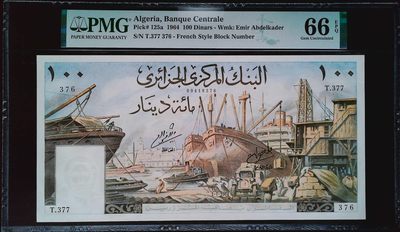 PMG
PAPER MONEY GUARANTY
Algeria, Banque Centrale
Pick# 125a 1964 100 Dinars - Wmk: Emir Abdelkader
S/N T.377 376 - French Style Block Number
66 EPQ
Gem Uncirculated
١٠٠
البنك المركزي الجزائري
١٠٠
376
T.377
مائة دينار
T.377
376